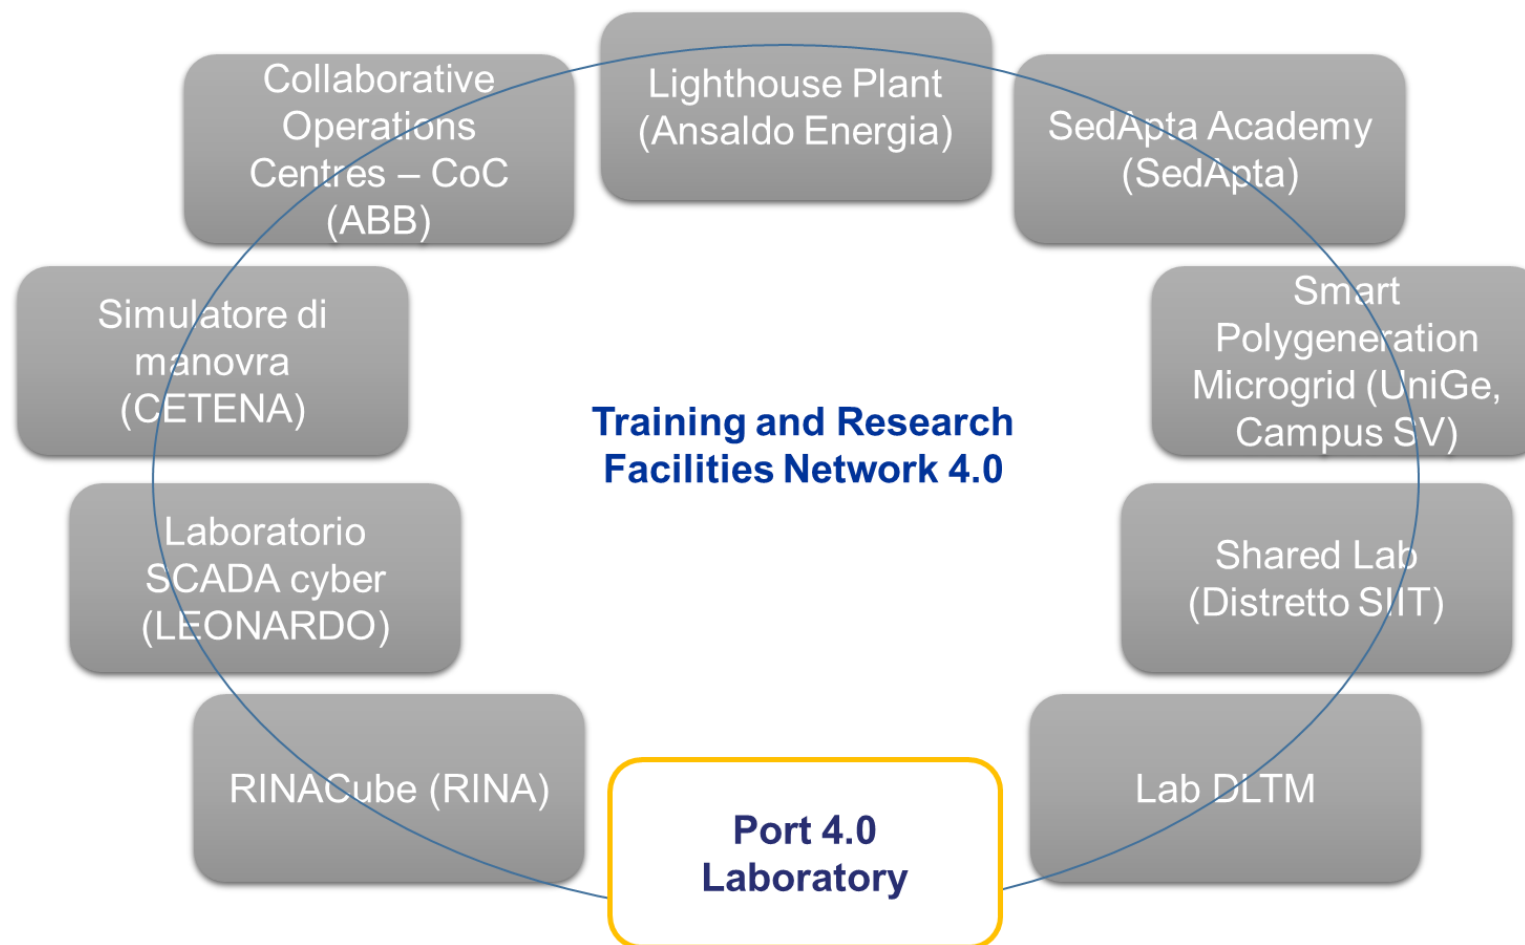 Lighthouse Plant
(Ansaldo Energia)
Collaborative
Operations
Centres – CoC
(ABB)
SedApta Academy
(SedApta)
Simulatore di
manovra
(CETENA)
Smart
Polygeneration
Microgrid (UniGe,
Campus SV)
Training and Research
Facilities Network 4.0
Laboratorio
SCADA cyber
(LEONARDO)
Shared Lab
(Distretto SIIT)
RINACube (RINA)
Port 4.0
Laboratory
Lab DLTM